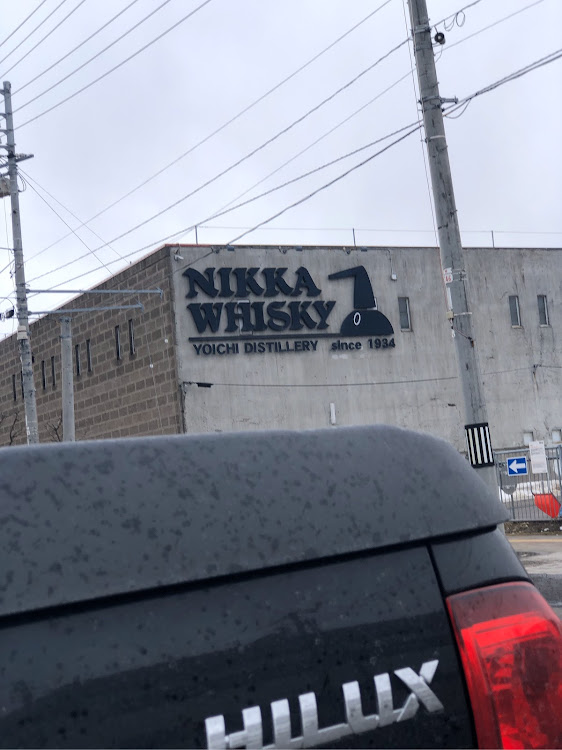 NIKKA
WHISKY
YOICHI DISTILLERY since 1934
HILUX